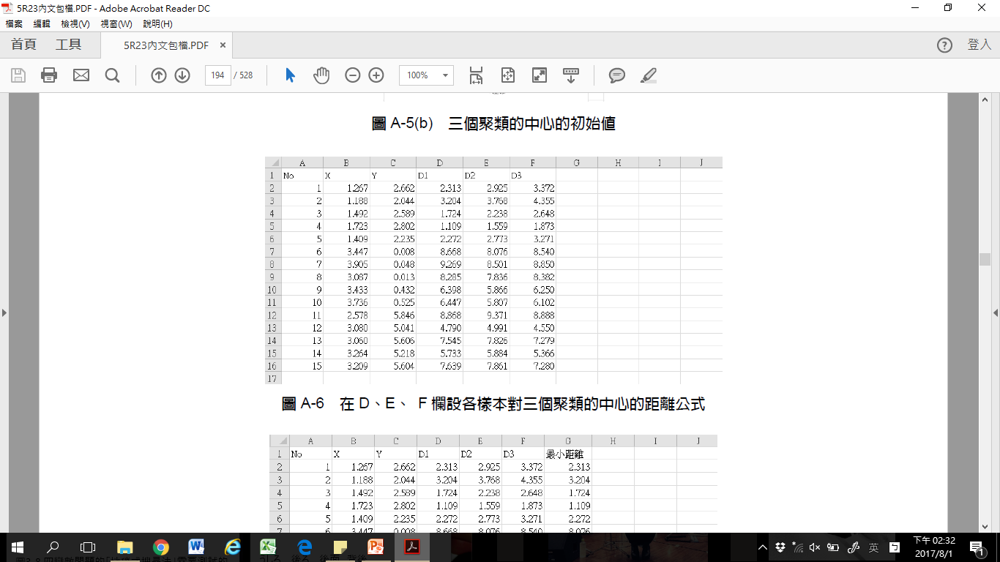 5R23內文包檔.PDF - Adobe Acrobat Reader DC
檔案 編輯 檢視(V) 視窗(W) 說明(H)
首頁 工具 5R23內文包檔.PDF × ? 登入
194 / 528 100%
圖 A-5(b) 三個聚類的中心的初始值
A B C D E F G H I J
1 No X Y D1 D2 D3
2 1 1.267 2.662 2.313 2.925 3.372
3 2 1.188 2.044 3.204 3.768 4.355
4 3 1.492 2.589 1.724 2.238 2.648
5 4 1.723 2.802 1.109 1.559 1.873
6 5 1.409 2.235 2.272 2.773 3.271
7 6 3.447 0.008 8.668 8.076 8.540
8 7 3.905 0.048 9.269 8.501 8.850
9 8 3.087 0.013 8.285 7.836 8.382
10 9 3.433 0.432 6.398 5.866 6.250
11 10 3.736 0.525 6.447 5.807 6.102
12 11 2.578 5.846 8.868 9.371 8.888
13 12 3.080 5.041 4.790 4.991 4.550
14 13 3.060 5.606 7.545 7.826 7.279
15 14 3.264 5.218 5.733 5.884 5.366
16 15 3.209 5.604 7.639 7.861 7.280
17
圖 A-6 在 D、E、 F 欄設各樣本對三個聚類的中心的距離公式
A B C D E F G H I J
1 No X Y D1 D2 D3 最小距離
2 1 1.267 2.662 2.313 2.925 3.372 2.313
3 2 1.188 2.044 3.204 3.768 4.355 3.204
4 3 1.492 2.589 1.724 2.238 2.648 1.724
5 4 1.723 2.802 1.109 1.559 1.873 1.109
6 5 1.409 2.235 2.272 2.773 3.271 2.272
7 6 3.447 0.008 8.668 8.076 8.540 8.076
英 下午 02:32
2017/8/1 1